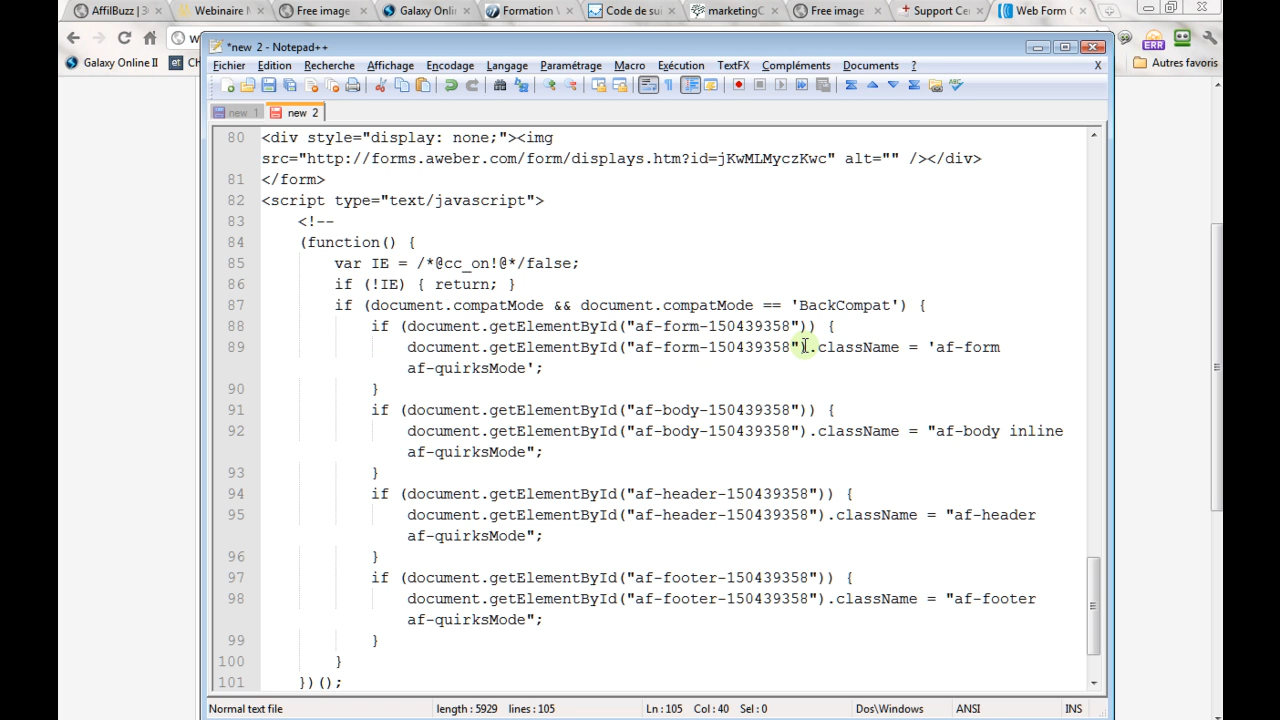 AffilBuzz | 3(
Webinaire M
Free image
Galaxy Onlin
Formation V
Code de sui
marketingC
Free image
Support Cer
Web Form G
*new 2 - Notepad++
Galaxy Online II
Autres favoris
ERR
Fichier Edition Recherche Affichage Encodage Langage Paramétrage Macro Exécution TextFX Compléments Documents ? X
new 1 new 2
80 <div style="display: none;"><img
src="http://forms.aweber.com/form/displays.htm?id=jKwMLMyczKwc" alt="" /></div>
81 </form>
82 <script type="text/javascript">
83 <!--
84 (function() {
85 var IE = /*@cc_on!@*/false;
86 if (!IE) { return; }
87 if (document.compatMode && document.compatMode == 'BackCompat') {
88 if (document.getElementById("af-form-150439358")) {
89 document.getElementById("af-form-150439358").className = 'af-form
af-quirksMode';
90 }
91 if (document.getElementById("af-body-150439358")) {
92 document.getElementById("af-body-150439358").className = "af-body inline
af-quirksMode";
93 }
94 if (document.getElementById("af-header-150439358")) {
95 document.getElementById("af-header-150439358").className = "af-header
af-quirksMode";
96 }
97 if (document.getElementById("af-footer-150439358")) {
98 document.getElementById("af-footer-150439358").className = "af-footer
af-quirksMode";
99 }
100 }
101 })();
Normal text file length : 5929 lines : 105 Ln : 105 Col : 40 Sel : 0 Dos\Windows ANSI INS